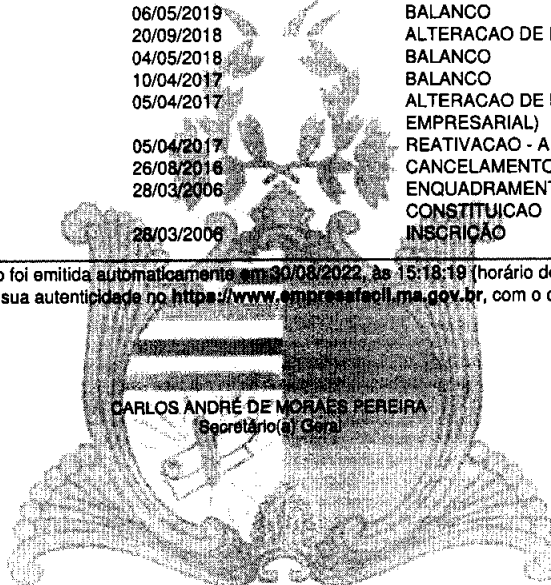 06/05/2019 BALANCO
20/09/2018 ALTERACAO DE
04/05/2018 BALANCO
10/04/2017 BALANCO
05/04/2017 ALTERACAO DE
EMPRESARIAL)
05/04/2017 REATIVACAO - A
26/08/2016 CANCELAMENTO
28/03/2006 ENQUADRAMENT
CONSTITUICAO
28/03/2006 INSCRIÇÃO
o foi emitida automaticamente em 30/08/2022, às 15:18:19 (horário de
sua autenticidade no https://www.empresafacil.ma.gov.br, com o c
CARLOS ANDRÉ DE MORAES PEREIRA
Secretário(a) Geral